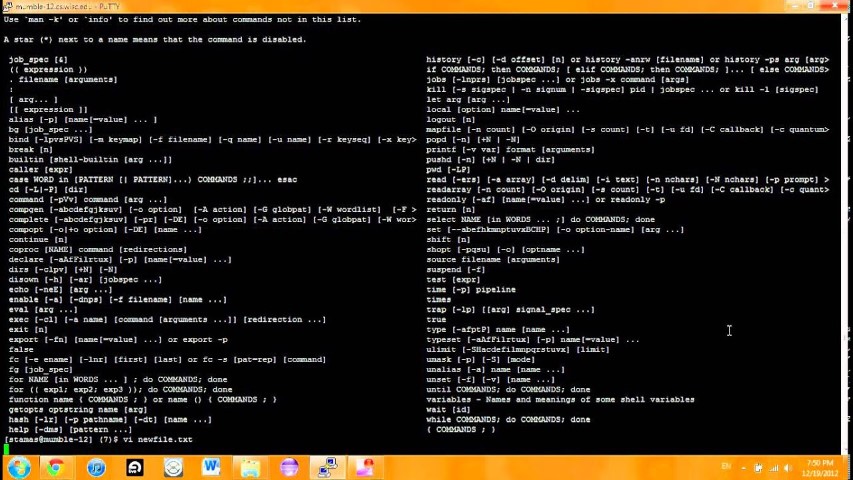 mumble-12.cs.wisc.edu - PuTTY
Use `man -k' or `info' to find out more about commands not in this list.
A star (*) next to a name means that the command is disabled.
job_spec [&]
(( expression ))
. filename [arguments]
:
[ arg... ]
[[ expression ]]
alias [-p] [name[=value] ... ]
bg [job_spec ...]
bind [-lpvsPVS] [-m keymap] [-f filename] [-q name] [-u name] [-r keyseq] [-x key>
break [n]
builtin [shell-builtin [arg ...]]
caller [expr]
case WORD in [PATTERN [| PATTERN]...) COMMANDS ;;]... esac
cd [-L|-P] [dir]
command [-pVv] command [arg ...]
compgen [-abcdefgjksuv] [-o option] [-A action] [-G globpat] [-W wordlist] [-F >
complete [-abcdefgjksuv] [-pr] [-DE] [-o option] [-A action] [-G globpat] [-W wor>
compopt [-o|+o option] [-DE] [name ...]
continue [n]
coproc [NAME] command [redirections]
declare [-aAfFilrtux] [-p] [name[=value] ...]
dirs [-clpv] [+N] [-N]
disown [-h] [-ar] [jobspec ...]
echo [-neE] [arg ...]
enable [-a] [-dnps] [-f filename] [name ...]
eval [arg ...]
exec [-cl] [-a name] [command [arguments ...]] [redirection ...]
exit [n]
export [-fn] [name[=value] ...] or export -p
false
fc [-e ename] [-lnr] [first] [last] or fc -s [pat=rep] [command]
fg [job_spec]
for NAME [in WORDS ... ] ; do COMMANDS; done
for (( exp1; exp2; exp3 )); do COMMANDS; done
function name { COMMANDS ; } or name () { COMMANDS ; }
getopts optstring name [arg]
hash [-lr] [-p pathname] [-dt] [name ...]
help [-dms] [pattern ...]
history [-c] [-d offset] [n] or history -anrw [filename] or history -ps arg [arg>
if COMMANDS; then COMMANDS; [ elif COMMANDS; then COMMANDS; ]... [ else COMMANDS>
jobs [-lnprs] [jobspec ...] or jobs -x command [args]
kill [-s sigspec | -n signum | -sigspec] pid | jobspec ... or kill -l [sigspec]
let arg [arg ...]
local [option] name[=value] ...
logout [n]
mapfile [-n count] [-O origin] [-s count] [-t] [-u fd] [-C callback] [-c quantum>
popd [-n] [+N | -N]
printf [-v var] format [arguments]
pushd [-n] [+N | -N | dir]
pwd [-LP]
read [-ers] [-a array] [-d delim] [-i text] [-n nchars] [-N nchars] [-p prompt] >
readarray [-n count] [-O origin] [-s count] [-t] [-u fd] [-C callback] [-c quant>
readonly [-af] [name[=value] ...] or readonly -p
return [n]
select NAME [in WORDS ... ;] do COMMANDS; done
set [--abefhkmnptuvxBCHP] [-o option-name] [arg ...]
shift [n]
shopt [-pqsu] [-o] [optname ...]
source filename [arguments]
suspend [-f]
test [expr]
time [-p] pipeline
times
trap [-lp] [[arg] signal_spec ...]
true
type [-afptP] name [name ...]
typeset [-aAfFilrtux] [-p] name[=value] ...
ulimit [-SHacdefilmnpqrstuvx] [limit]
umask [-p] [-S] [mode]
unalias [-a] name [name ...]
unset [-f] [-v] [name ...]
until COMMANDS; do COMMANDS; done
variables - Names and meanings of some shell variables
wait [id]
while COMMANDS; do COMMANDS; done
{ COMMANDS ; }
[stamas@mumble-12] (7)$ vi newfile.txt
EN
7:50 PM
12/19/2012